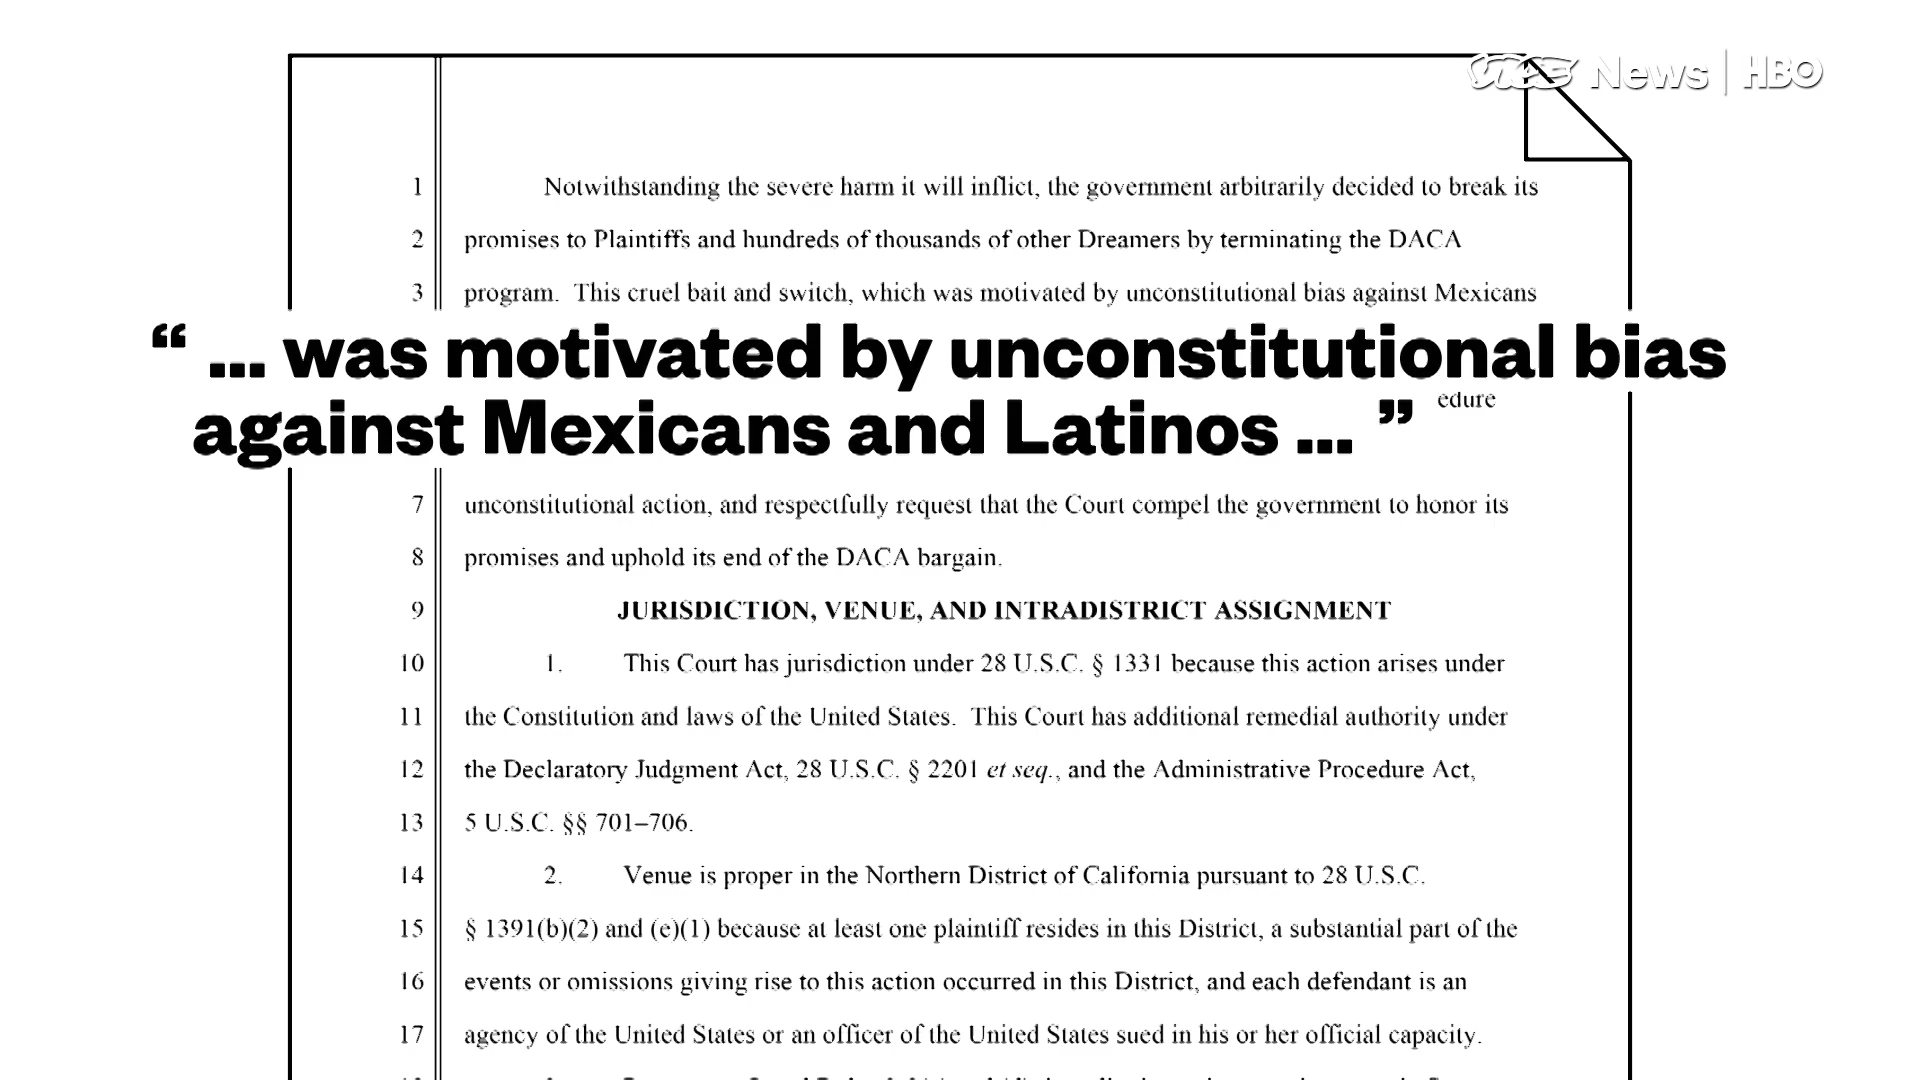 VICE News | HBO
1 Notwithstanding the severe harm it will inflict, the government arbitrarily decided to break its
2 promises to Plaintiffs and hundreds of thousands of other Dreamers by terminating the DACA
3 program. This cruel bait and switch, which was motivated by unconstitutional bias against Mexicans
“ ... was motivated by unconstitutional bias
against Mexicans and Latinos ... ”
edure
7 unconstitutional action, and respectfully request that the Court compel the government to honor its
8 promises and uphold its end of the DACA bargain.
9 JURISDICTION, VENUE, AND INTRADISTRICT ASSIGNMENT
10 1. This Court has jurisdiction under 28 U.S.C. § 1331 because this action arises under
11 the Constitution and laws of the United States. This Court has additional remedial authority under
12 the Declaratory Judgment Act, 28 U.S.C. § 2201 et seq., and the Administrative Procedure Act,
13 5 U.S.C. §§ 701–706.
14 2. Venue is proper in the Northern District of California pursuant to 28 U.S.C.
15 § 1391(b)(2) and (e)(1) because at least one plaintiff resides in this District, a substantial part of the
16 events or omissions giving rise to this action occurred in this District, and each defendant is an
17 agency of the United States or an officer of the United States sued in his or her official capacity.